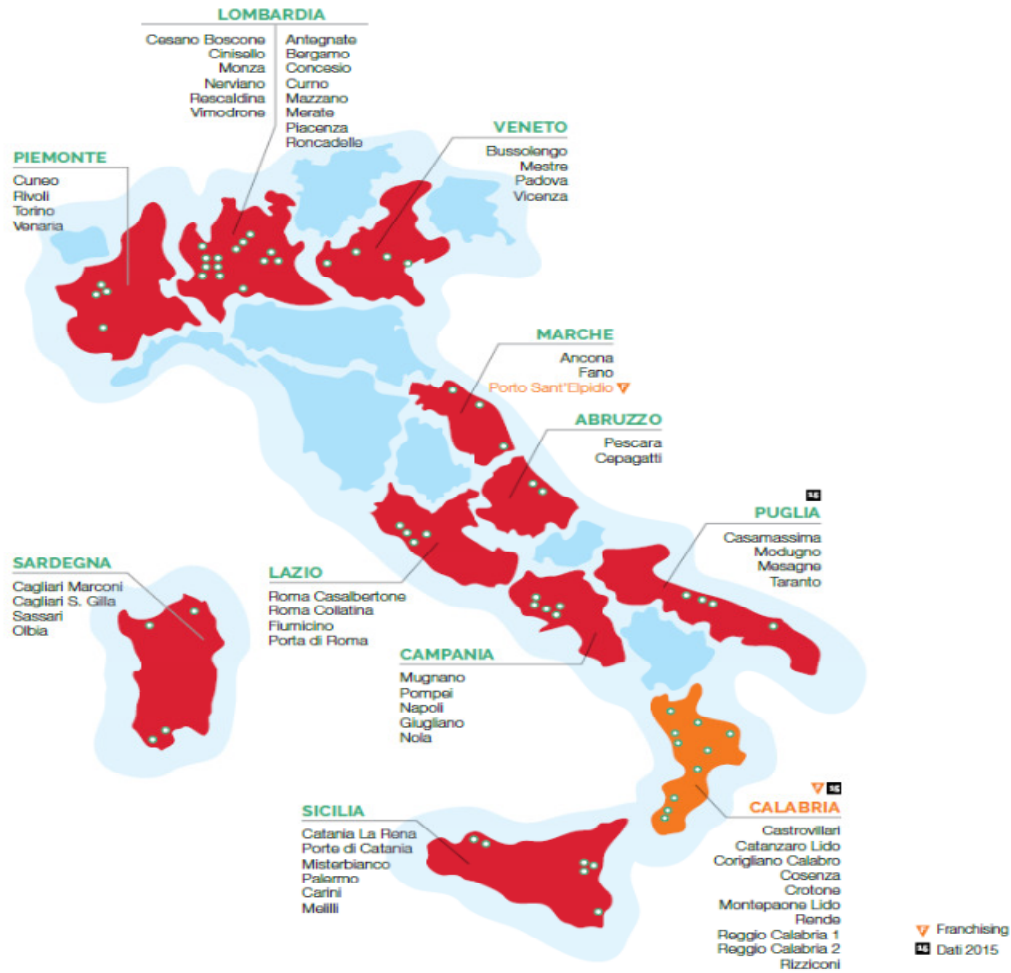 LOMBARDIA
Cesano Boscone
Cinisello
Monza
Nerviano
Rescaldina
Vimodrone
Antegnate
Bergamo
Concesio
Curno
Mazzano
Merate
Piacenza
Roncadelle
VENETO
Bussolengo
Mestre
Padova
Vicenza
PIEMONTE
Cuneo
Rivoli
Torino
Venaria
MARCHE
Ancona
Fano
Porto Sant'Elpidio F
ABRUZZO
Pescara
Cepagatti
15
PUGLIA
Casamassima
Modugno
Mesagne
Taranto
SARDEGNA
Cagliari Marconi
Cagliari S. Gilla
Sassari
Olbia
LAZIO
Roma Casalbertone
Roma Collatina
Fiumicino
Porta di Roma
CAMPANIA
Mugnano
Pompei
Napoli
Giugliano
Nola
SICILIA
Catania La Rena
Porte di Catania
Misterbianco
Palermo
Carini
Melilli
F 15
CALABRIA
Castrovillari
Catanzaro Lido
Corigliano Calabro
Cosenza
Crotone
Montepaone Lido
Rende
Reggio Calabria 1
Reggio Calabria 2
Rizziconi
F Franchising
15 Dati 2015